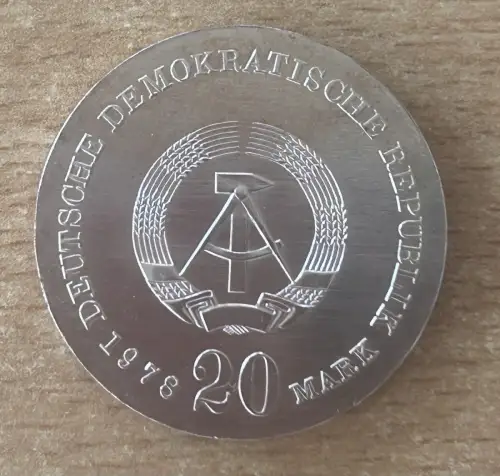 DEUTSCHE DEMOKRATISCHE REPUBLIK
1978 20 MARK